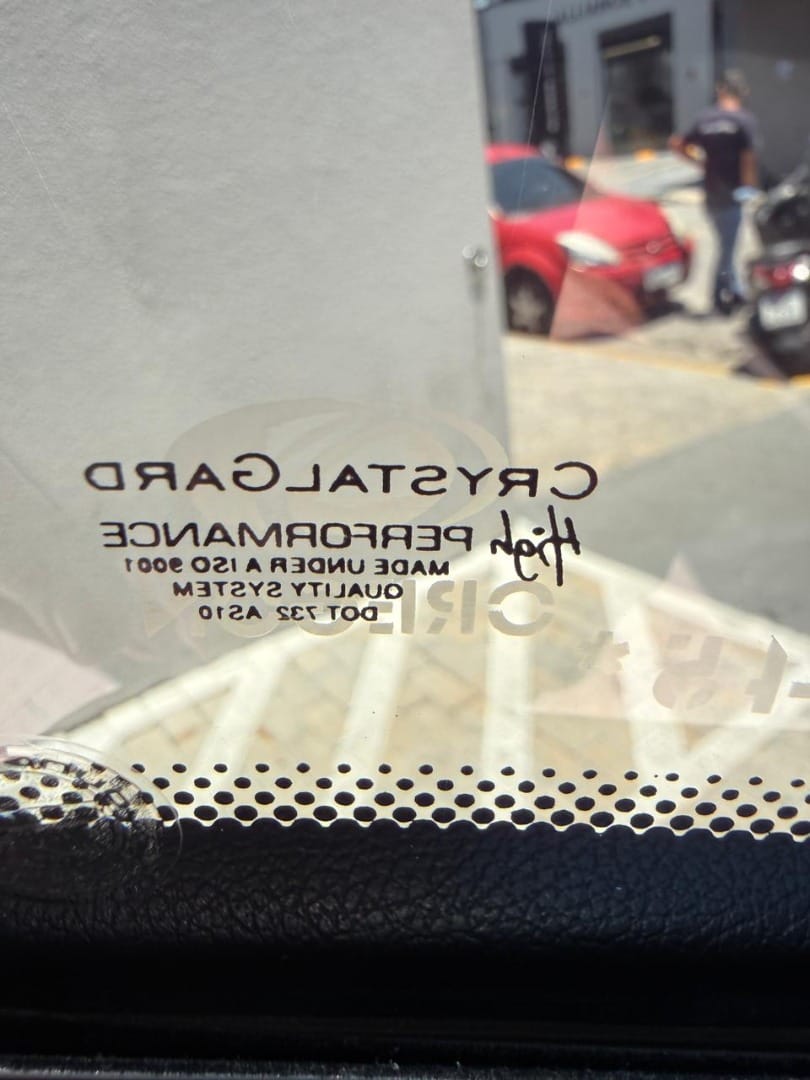 CRYSTALGARD
High PERFORMANCE
MADE UNDER A ISO 9001
QUALITY SYSTEM
DOT 732 AS10